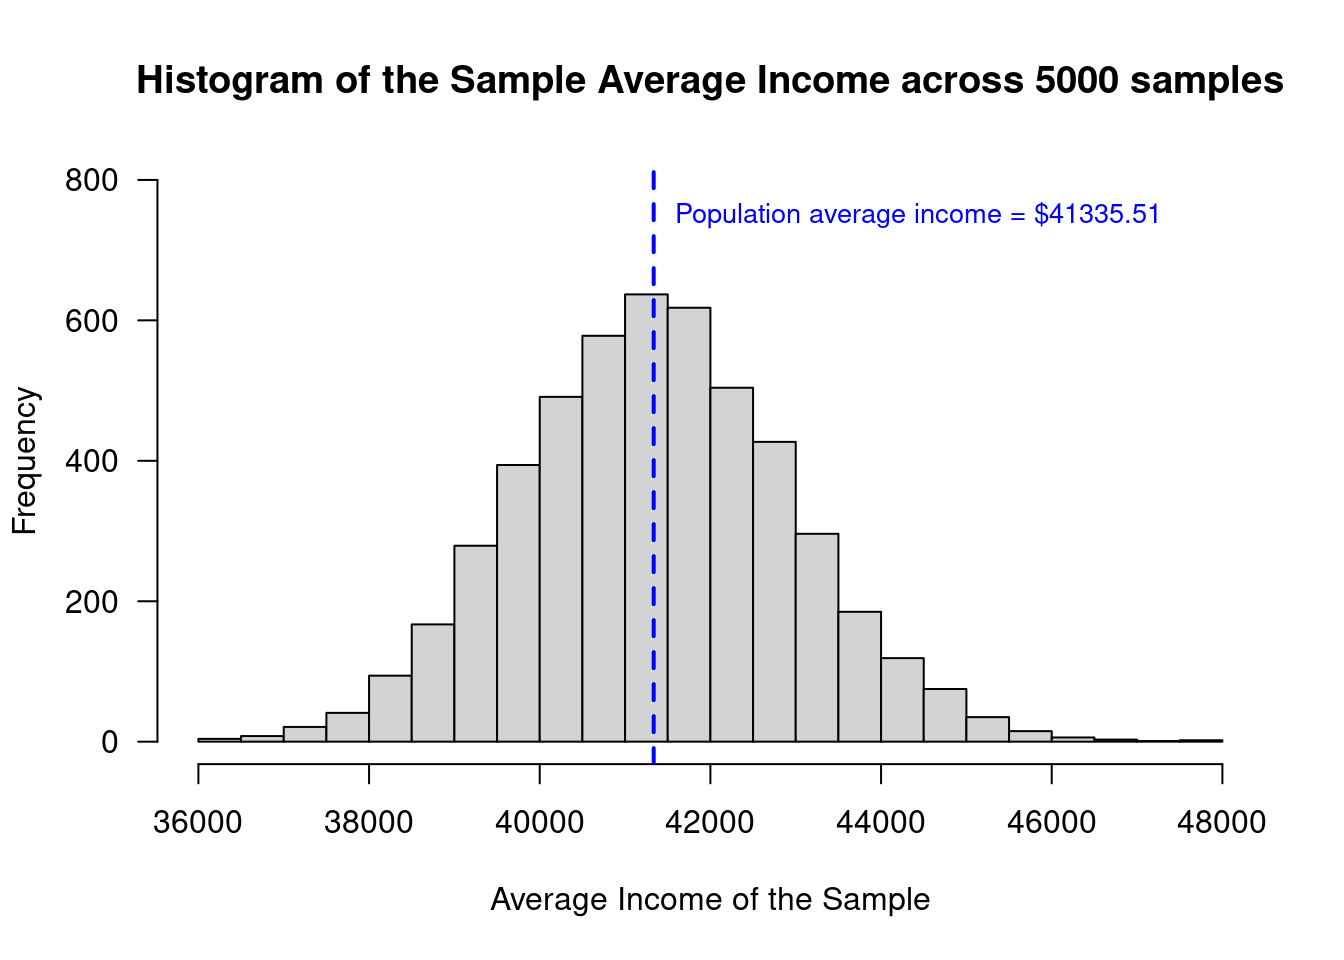 Histogram of the Sample Average Income across 5000 samples
Population average income = $41335.51
Frequency
800
600
400
200
0
36000 38000 40000 42000 44000 46000 48000
Average Income of the Sample